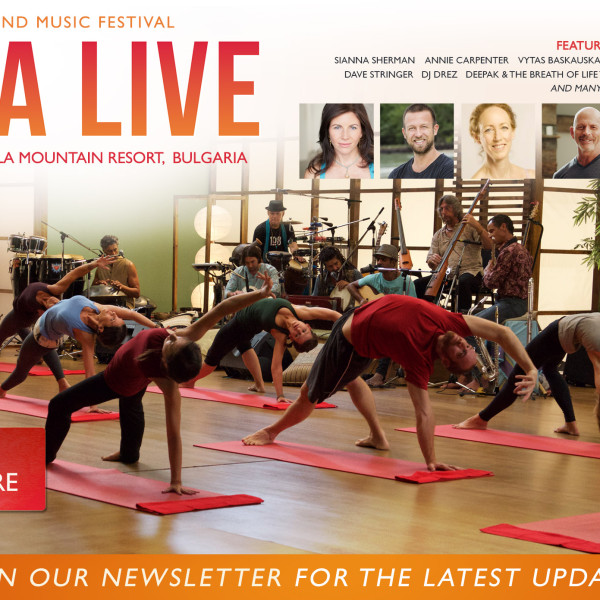 ND MUSIC FESTIVAL
A LIVE
LA MOUNTAIN RESORT, BULGARIA
FEATUR
SIANNA SHERMAN ANNIE CARPENTER VYTAS BASKAUSKA
DAVE STRINGER DJ DREZ DEEPAK & THE BREATH OF LIFE
AND MANY
RE
N OUR NEWSLETTER FOR THE LATEST UPDA